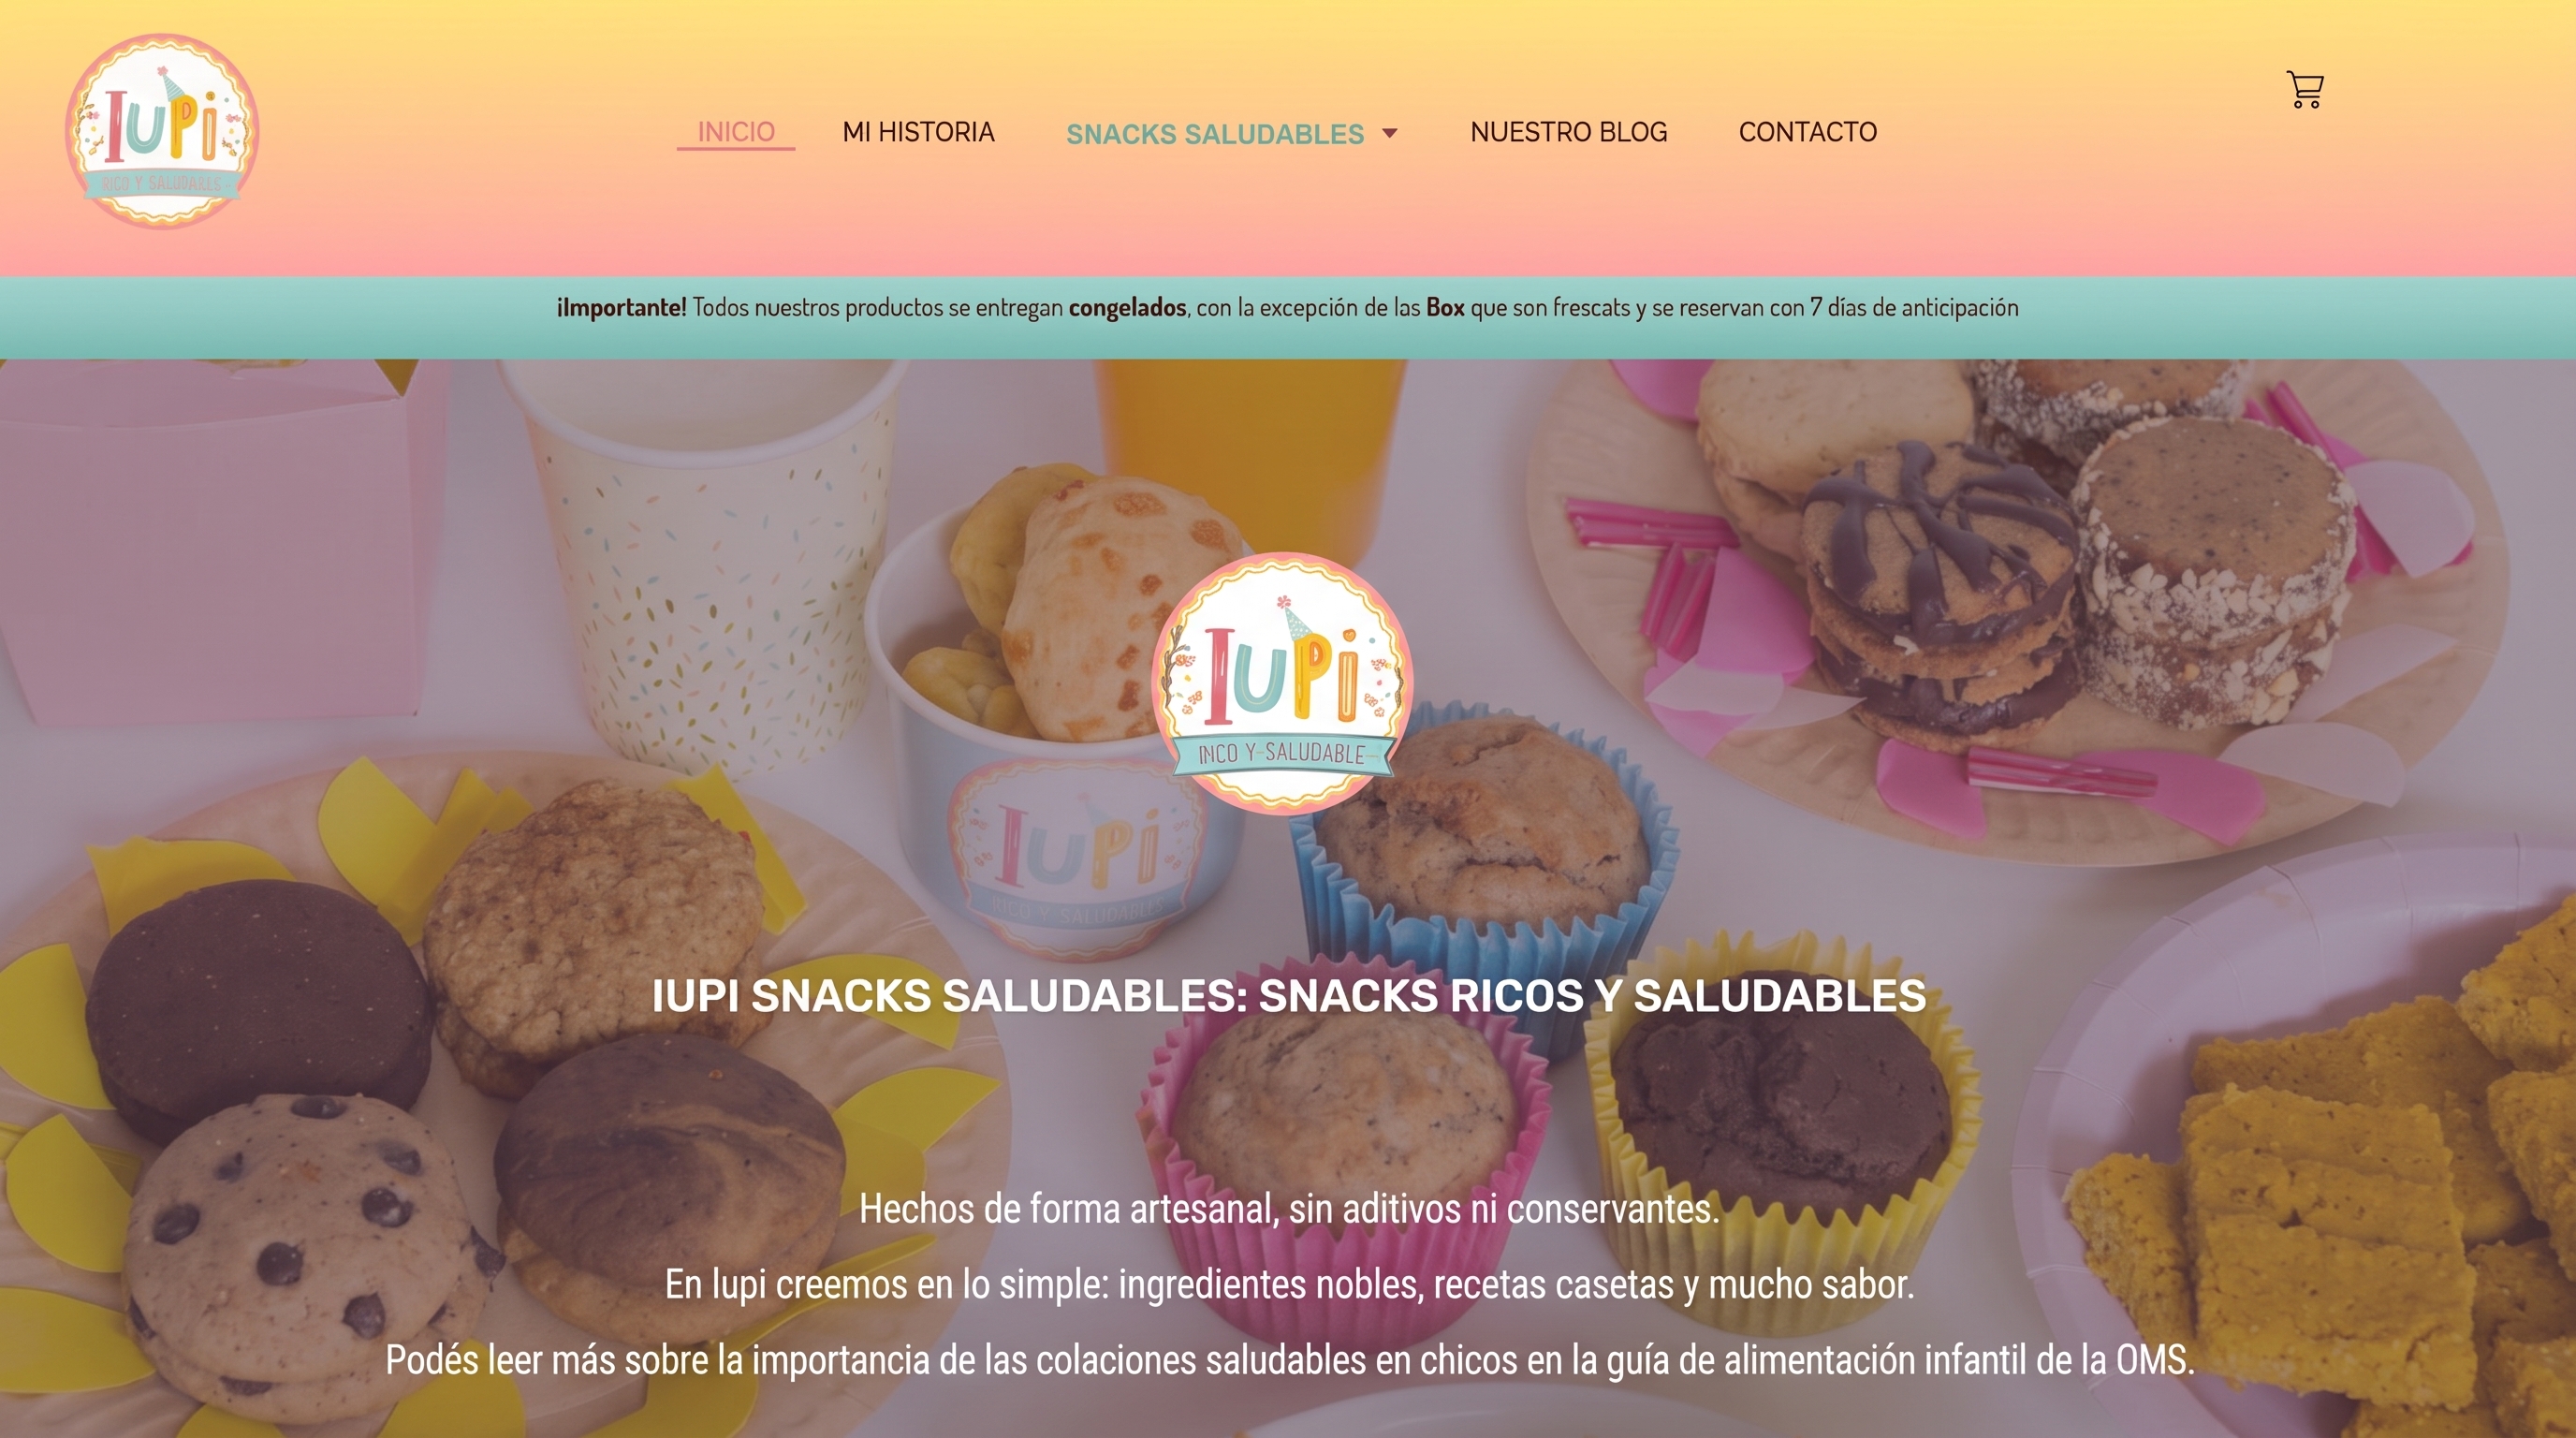 IUPi
RICO Y SALUDABLE
INICIO
MI HISTORIA
SNACKS SALUDABLES
NUESTRO BLOG
CONTACTO
¡Importante! Todos nuestros productos se entregan congelados, con la excepción de las Box que son frescats y se reservan con 7 días de anticipación
IUPi
INCO Y SALUDABLE
IUPi
RICO Y SALUDABLES
IUPI SNACKS SALUDABLES: SNACKS RICOS Y SALUDABLES
Hechos de forma artesanal, sin aditivos ni conservantes.
En Iupi creemos en lo simple: ingredientes nobles, recetas casetas y mucho sabor.
Podés leer más sobre la importancia de las colaciones saludables en chicos en la guía de alimentación infantil de la OMS.